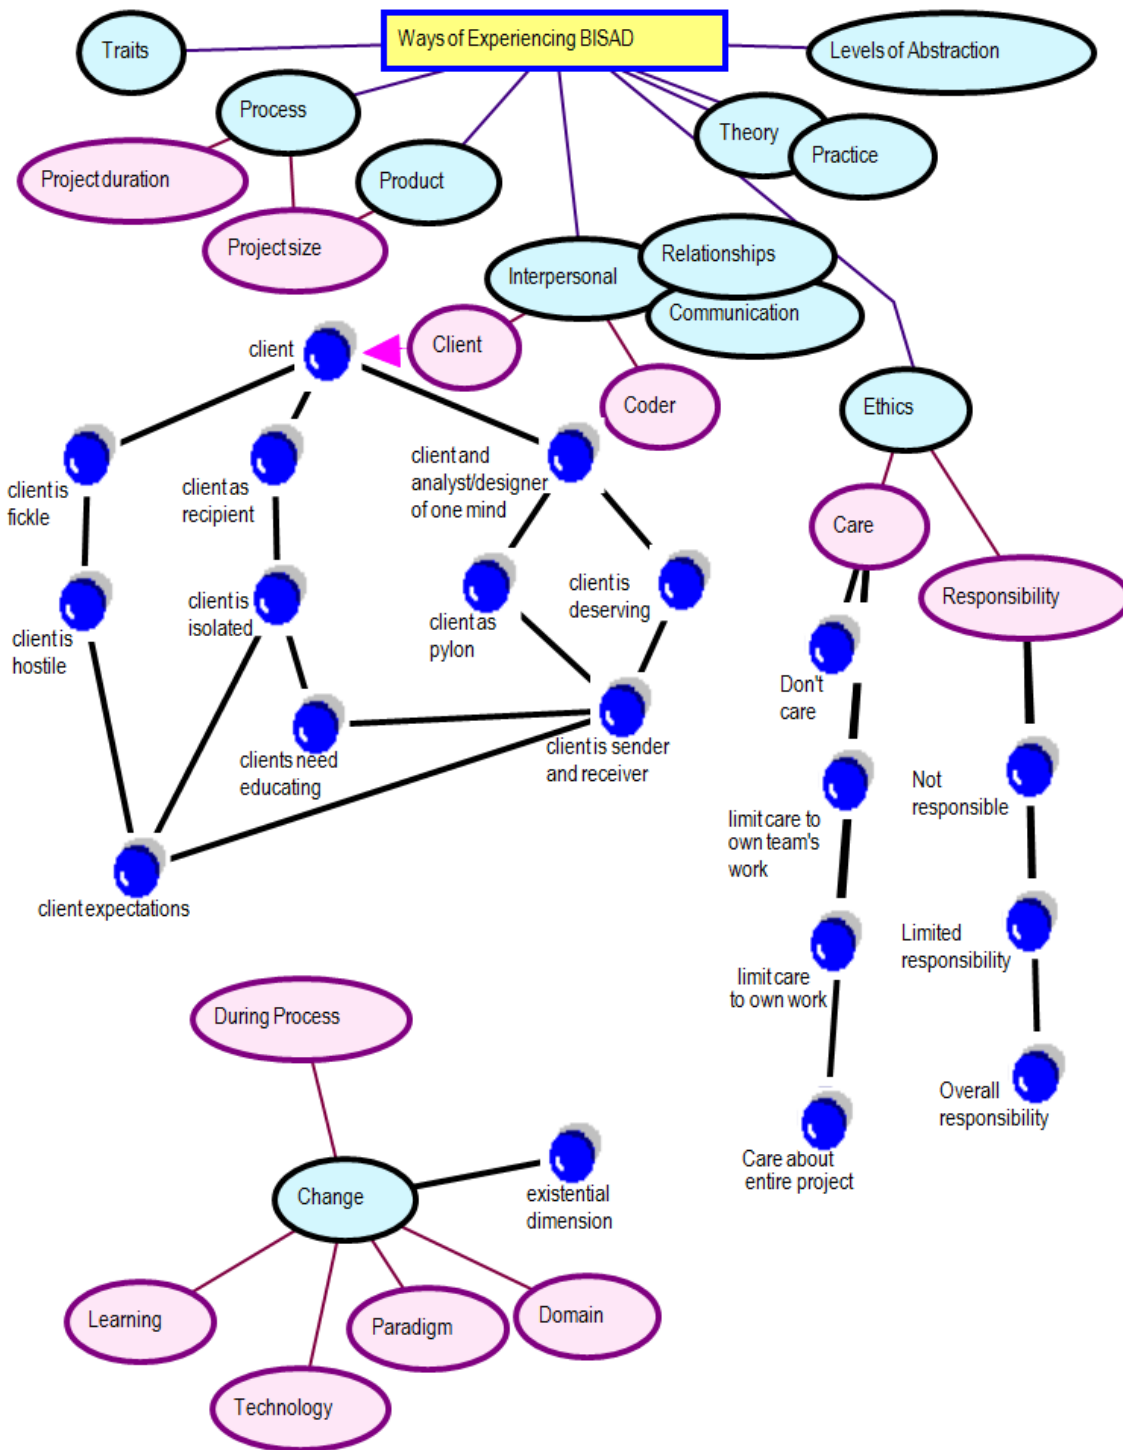 Ways of Experiencing BISAD
Traits
Levels of Abstraction
Process
Theory
Practice
Project duration
Product
Project size
Relationships
Interpersonal
Communication
client
Client
Coder
Ethics
client is
fickle
client as
recipient
client and
analyst/designer
of one mind
Care
client is
hostile
client is
isolated
client as
pylon
client is
deserving
Responsibility
Don't
care
clients need
educating
client is sender
and receiver
Not
responsible
limit care to
own team's
work
client expectations
Limited
responsibility
limit care
to own work
During Process
Overall
responsibility
Care about
entire project
Change
existential
dimension
Learning
Paradigm
Domain
Technology